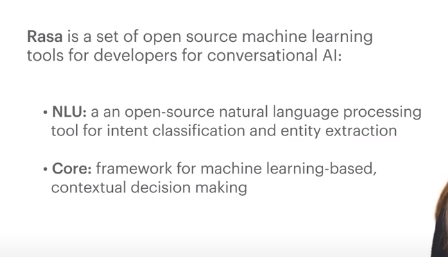 Rasa is a set of open source machine learning
tools for developers for conversational AI:
• NLU: a an open-source natural language processing
tool for intent classification and entity extraction
• Core: framework for machine learning-based,
contextual decision making